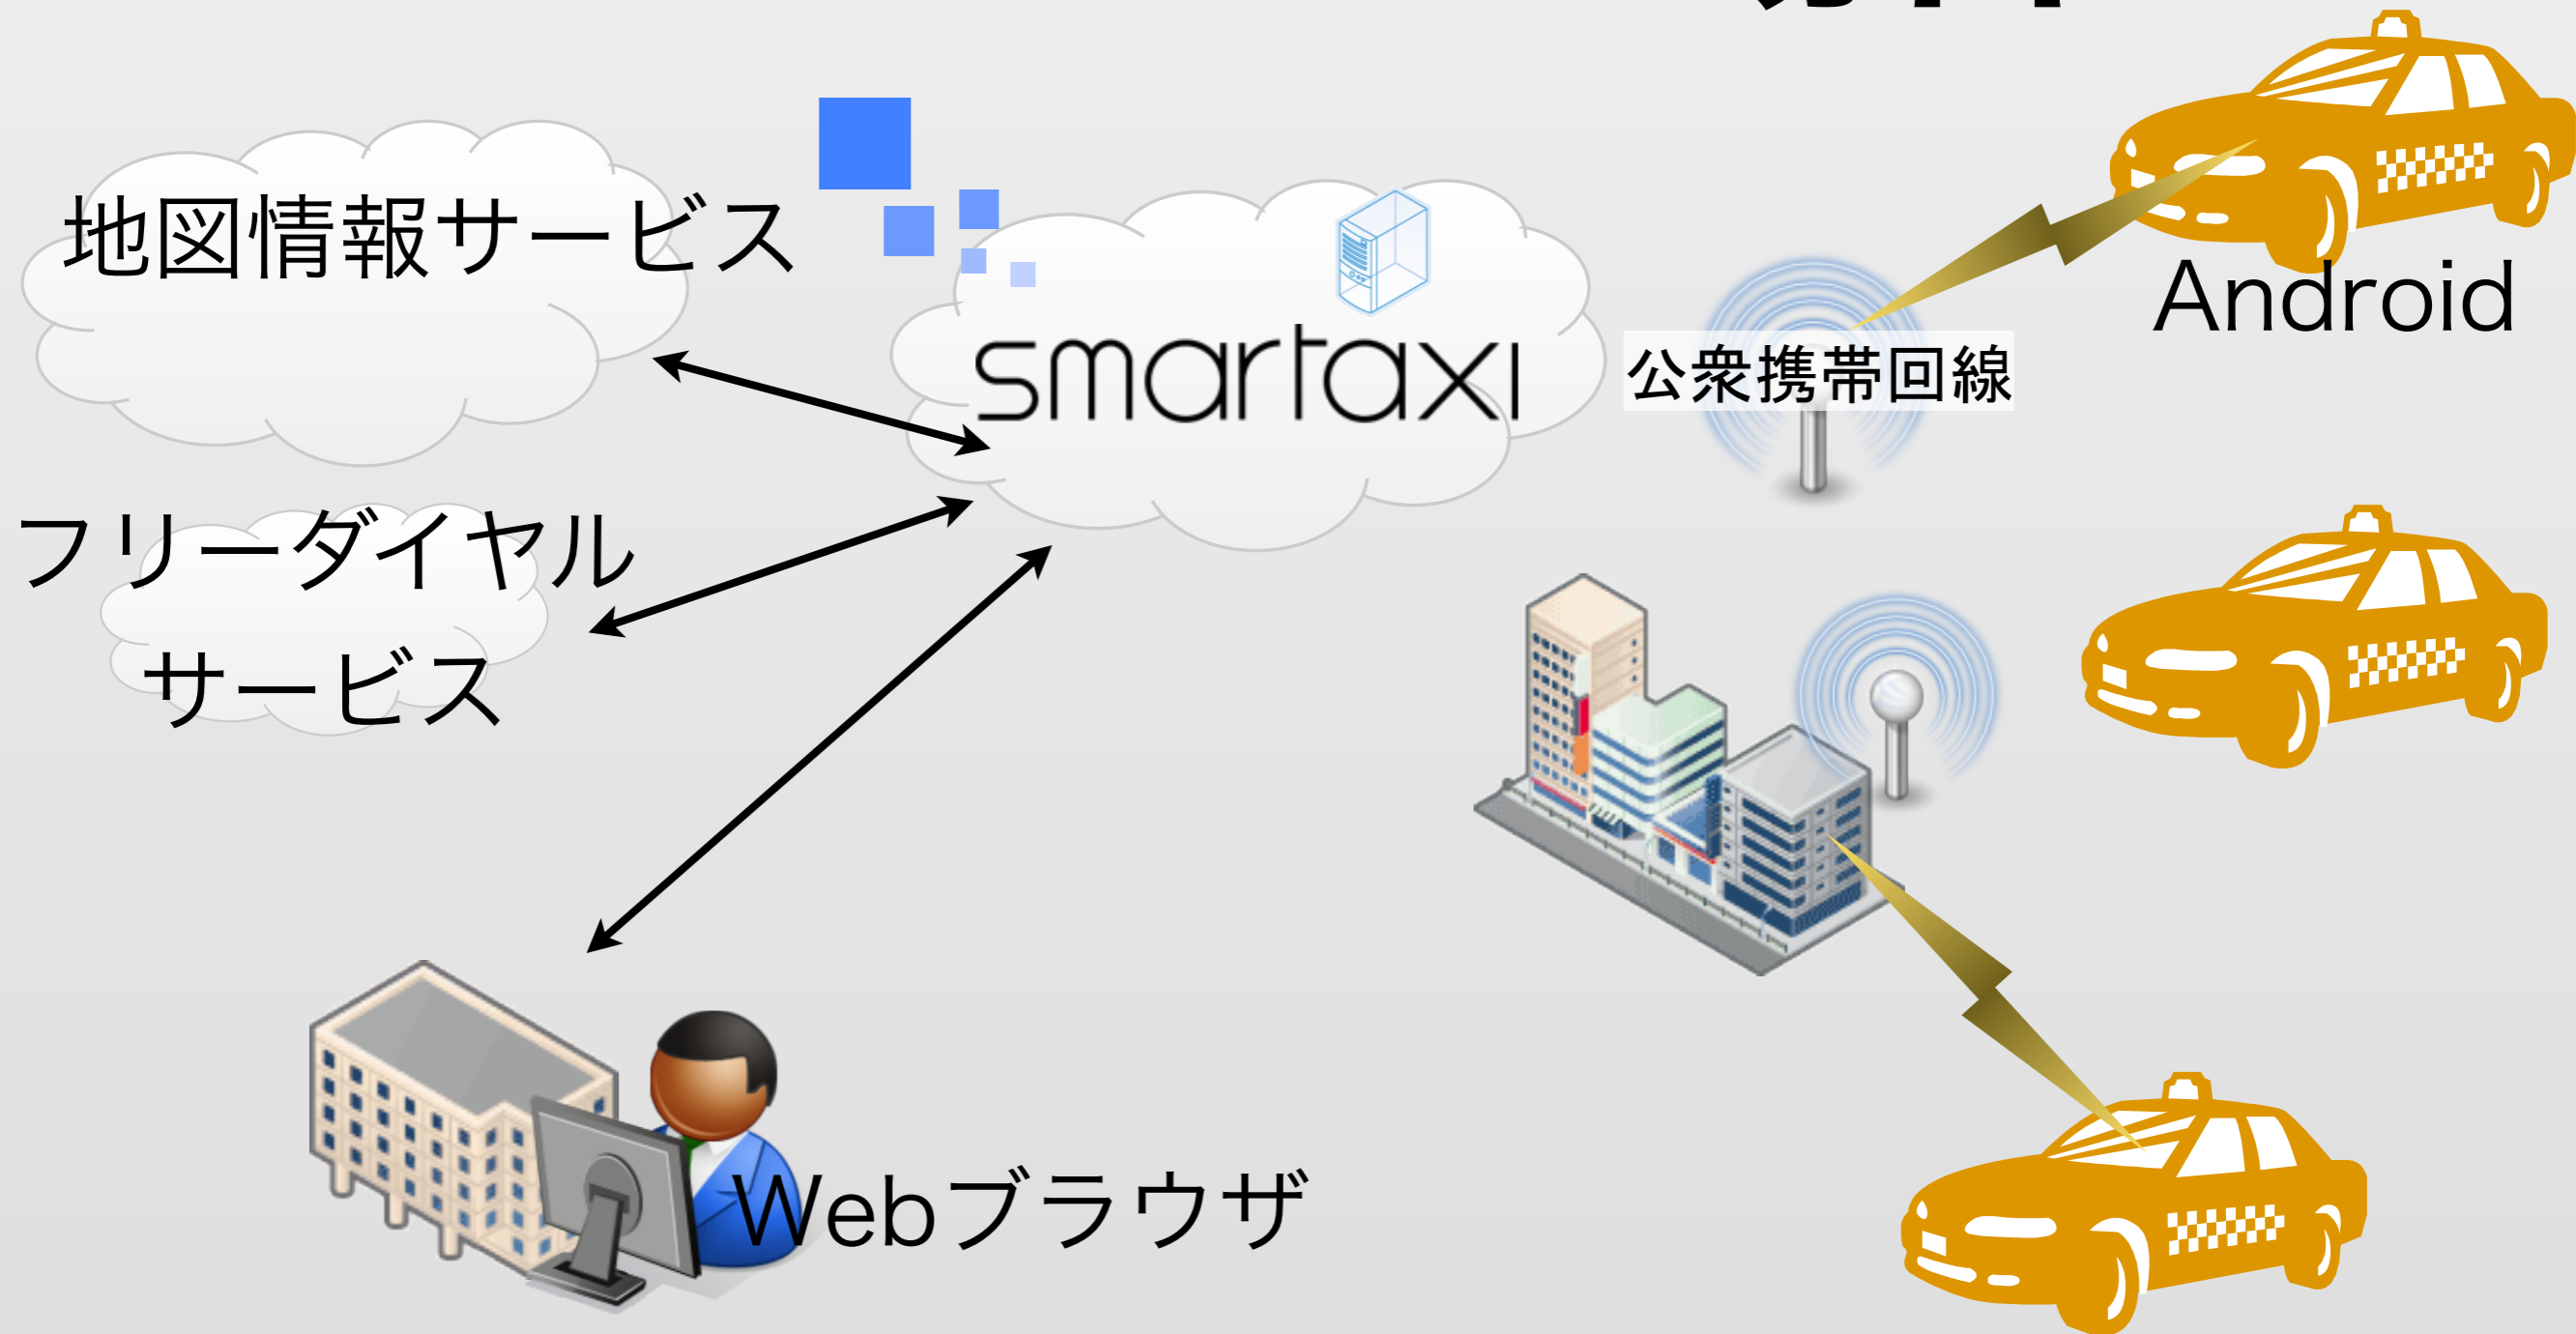 地図情報サービス
smartaxi
Android
公衆携帯回線
フリーダイヤル
サービス
Webブラウザ